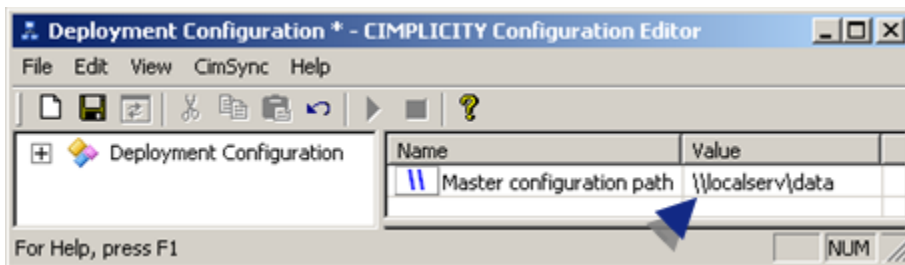 Deployment Configuration * - CIMPLICITY Configuration Editor
File Edit View CimSync Help
Deployment Configuration
Name Value
Master configuration path \\localserv\data
For Help, press F1 NUM